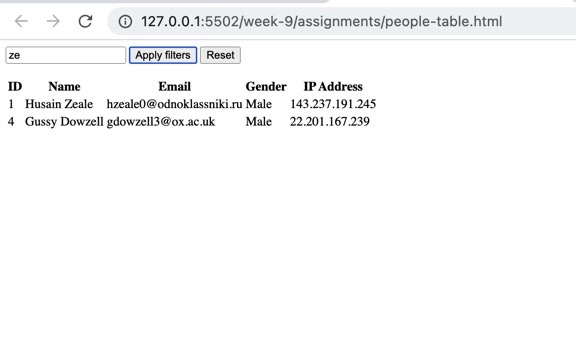 127.0.0.1:5502/week-9/assignments/people-table.html
ze Apply filters Reset
ID Name Email Gender IP Address
1 Husain Zeale hzeale0@odnoklassniki.ru Male 143.237.191.245
4 Gussy Dowzell gdowzell3@ox.ac.uk Male 22.201.167.239